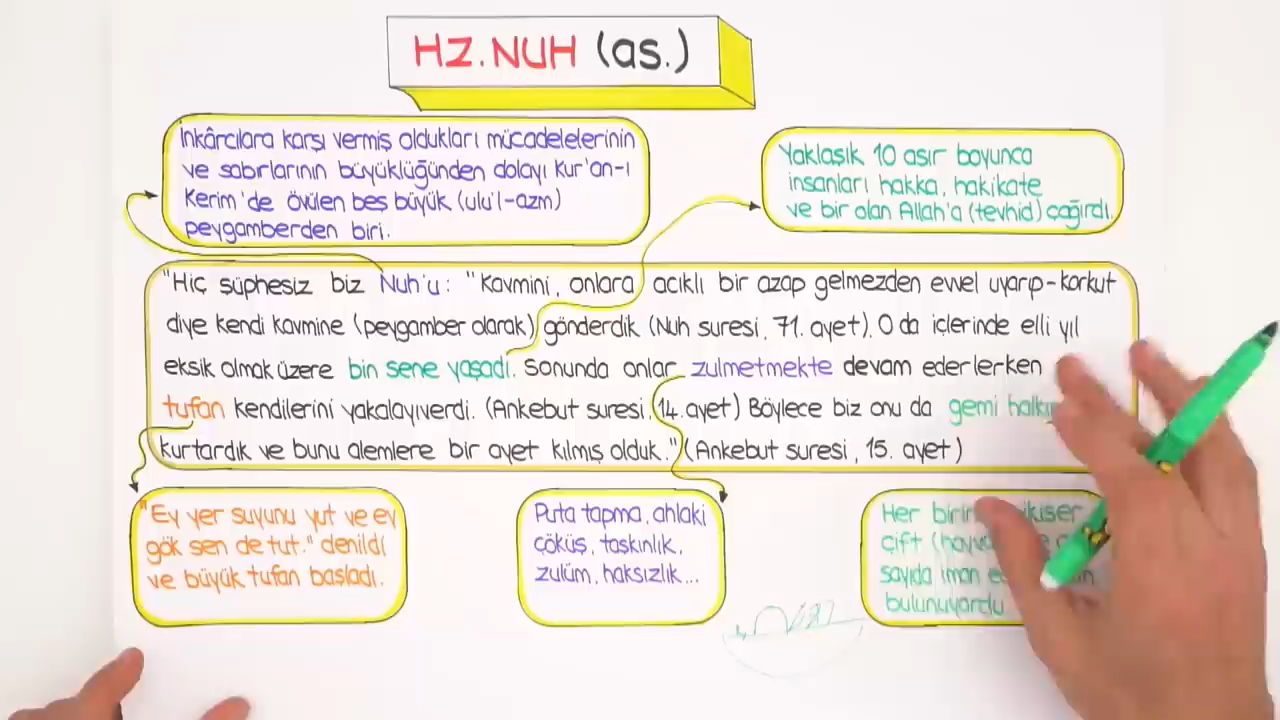 HZ.NUH (as.)
İnkârcılara karşı vermiş oldukları mücadelelerinin
ve sabrlarının büyüklüğünden dolayı Kur'an-ı
Kerim'de övülen beş büyük (ulu'l-azm)
peygamberden biri.
Yaklaşık 10 asır boyunca
insanları hakka, hakikate
ve bir olan Allah'a (tevhid) çağırdı.
"Hiç şüphesiz biz Nuh'u: "Kavmini, onlara acıklı bir azap gelmezden evvel uyarıp-korkut
diye kendi kavmine (peygamber olarak) gönderdik (Nuh suresi, 71. ayet). O da içlerinde elli yıl
eksik olmak üzere bin sene yaşadı. Sonunda onlar zulmetmekte devam ederlerken
tufan kendilerini yakalayıverdi. (Ankebut suresi, 14. ayet) Böylece biz onu da gemi
kurtardık ve bunu alemlere bir ayet kılmış olduk." (Ankebut suresi, 15. ayet)
"Ey yer suyunu yut ve ey
gök sen de tut." denildi
ve büyük tufan başladı.
Puta tapma, ahlaki
çöküş, taşkınlık,
zulüm, haksızlık...
Her
çift
sayıda iman
bulunuyordu